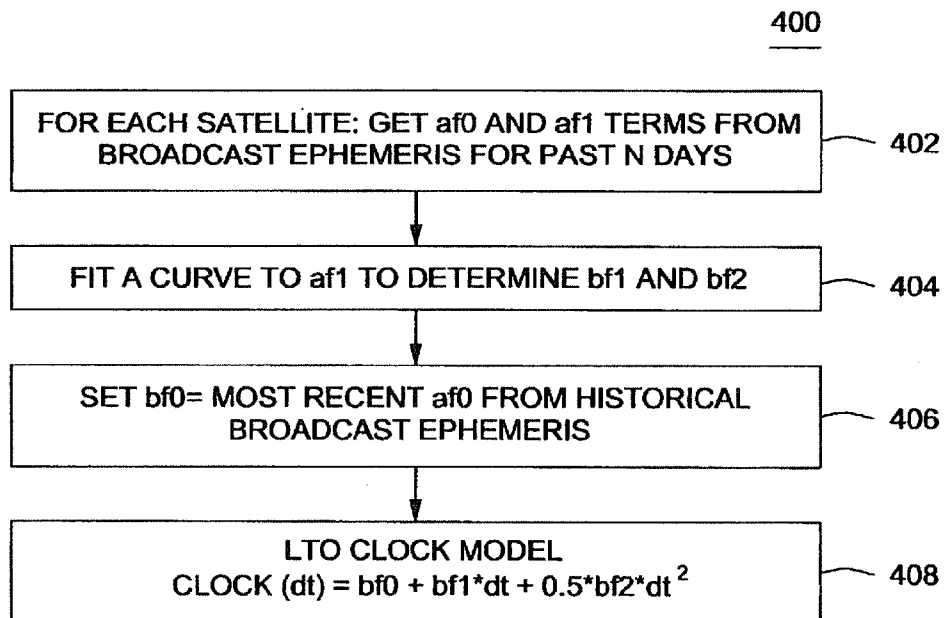 400
FOR EACH SATELLITE: GET af0 AND af1 TERMS FROM
BROADCAST EPHEMERIS FOR PAST N DAYS
402
FIT A CURVE TO af1 TO DETERMINE bf1 AND bf2
404
SET bf0= MOST RECENT af0 FROM HISTORICAL
BROADCAST EPHEMERIS
406
LTO CLOCK MODEL
CLOCK (dt) = bf0 + bf1*dt + 0.5*bf2*dt²
408